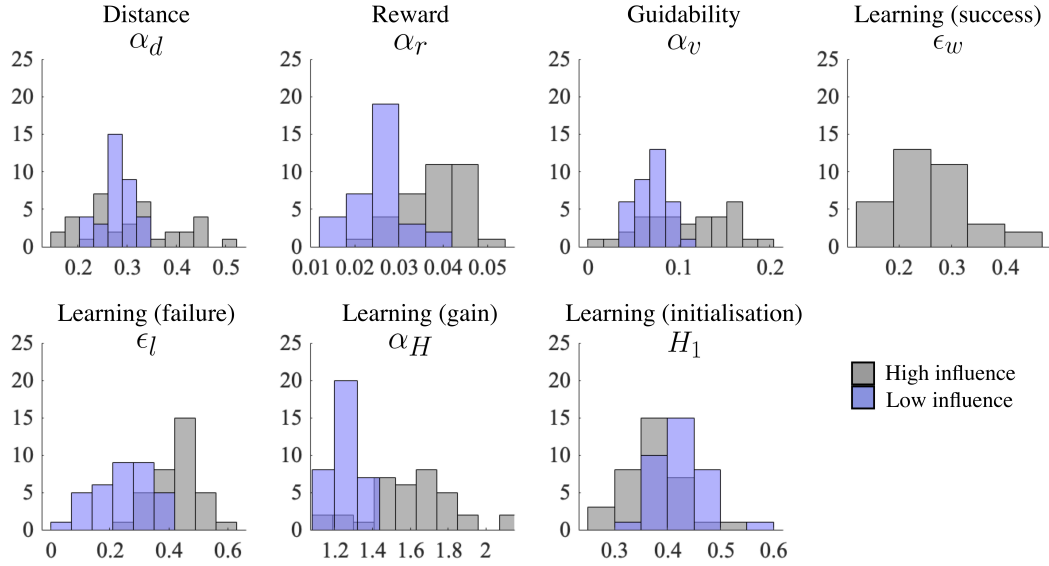 Distance
α_d
Reward
α_r
Guidability
α_v
Learning (success)
ϵ_w
25
20
15
10
5
0
0.2 0.3 0.4 0.5
25
20
15
10
5
0
0.01 0.02 0.03 0.04 0.05
25
20
15
10
5
0
0 0.1 0.2
25
20
15
10
5
0
0.2 0.3 0.4
Learning (failure)
ϵ_l
Learning (gain)
α_H
Learning (initialisation)
H_1
25
20
15
10
5
0
0 0.2 0.4 0.6
25
20
15
10
5
0
1.2 1.4 1.6 1.8 2
25
20
15
10
5
0
0.3 0.4 0.5 0.6
High influence
Low influence